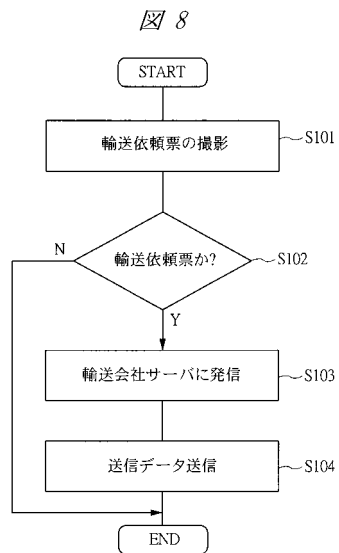 図 8
START
輸送依頼票の撮影
S101
輸送依頼票か?
S102
N
Y
輸送会社サーバに発信
S103
送信データ送信
S104
END